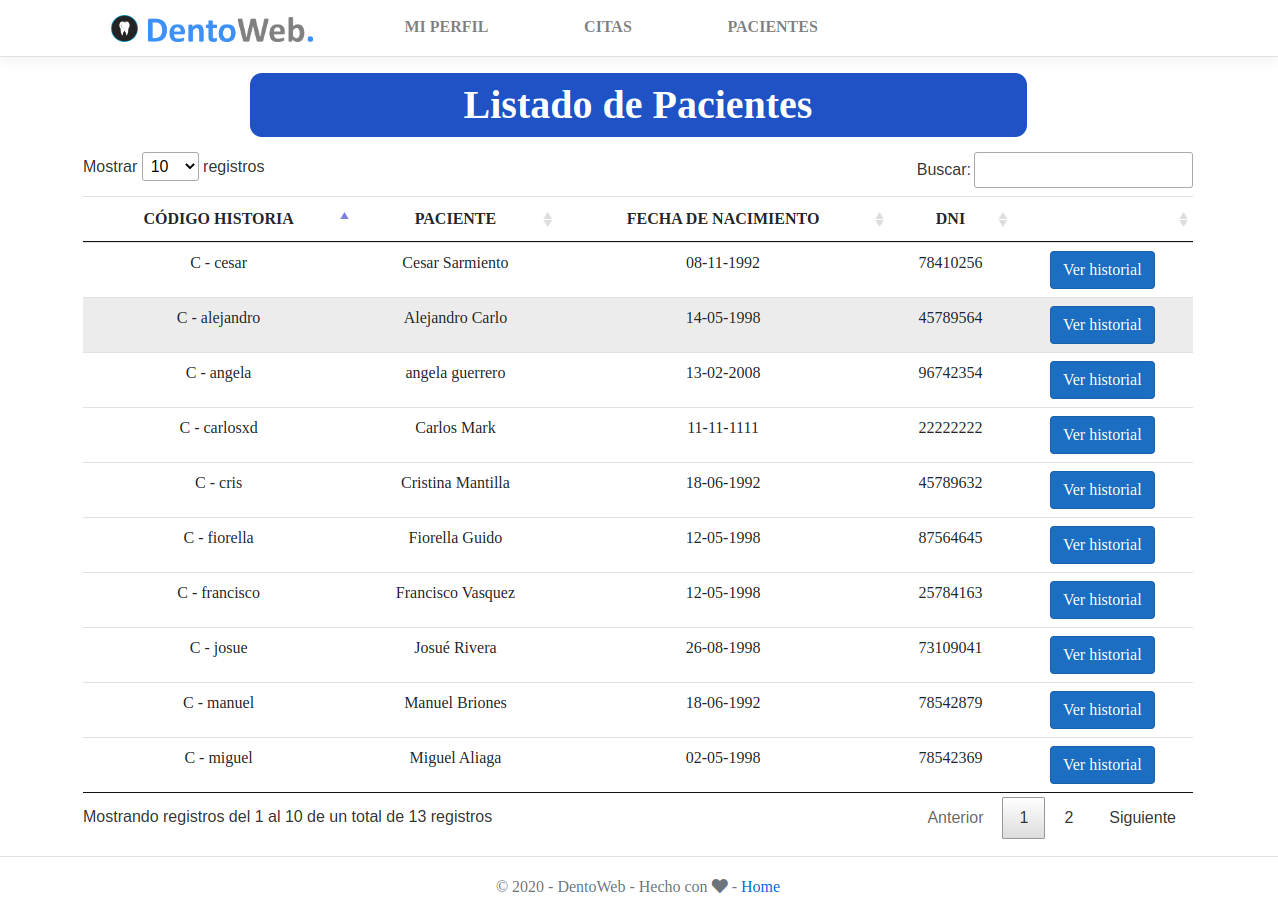 DentoWeb. MI PERFIL CITAS PACIENTES
Listado de Pacientes
Mostrar 10 registros Buscar:
CÓDIGO HISTORIA PACIENTE FECHA DE NACIMIENTO DNI
C - cesar Cesar Sarmiento 08-11-1992 78410256 Ver historial
C - alejandro Alejandro Carlo 14-05-1998 45789564 Ver historial
C - angela angela guerrero 13-02-2008 96742354 Ver historial
C - carlosxd Carlos Mark 11-11-1111 22222222 Ver historial
C - cris Cristina Mantilla 18-06-1992 45789632 Ver historial
C - fiorella Fiorella Guido 12-05-1998 87564645 Ver historial
C - francisco Francisco Vasquez 12-05-1998 25784163 Ver historial
C - josue Josué Rivera 26-08-1998 73109041 Ver historial
C - manuel Manuel Briones 18-06-1992 78542879 Ver historial
C - miguel Miguel Aliaga 02-05-1998 78542369 Ver historial
Mostrando registros del 1 al 10 de un total de 13 registros Anterior 1 2 Siguiente
© 2020 - DentoWeb - Hecho con - Home